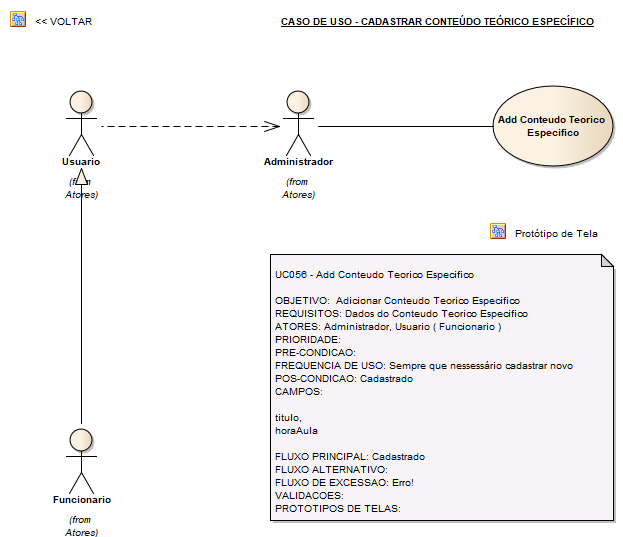 << VOLTAR
CASO DE USO - CADASTRAR CONTEÚDO TEÓRICO ESPECÍFICO
Usuario
(from
Atores)
Administrador
(from
Atores)
Add Conteudo Teorico
Especifico
Protótipo de Tela
UC056 - Add Conteudo Teorico Especifico
OBJETIVO:  Adicionar Conteudo Teorico Especifico
REQUISITOS: Dados do Conteudo Teorico Especifico
ATORES: Administrador, Usuario ( Funcionario )
PRIORIDADE:
PRE-CONDICAO:
FREQUENCIA DE USO: Sempre que nessessário cadastrar novo
POS-CONDICAO: Cadastrado
CAMPOS:
titulo,
horaAula
FLUXO PRINCIPAL: Cadastrado
FLUXO ALTERNATIVO:
FLUXO DE EXCESSAO: Erro!
VALIDACOES:
PROTOTIPOS DE TELAS:
Funcionario
(from
Atores)